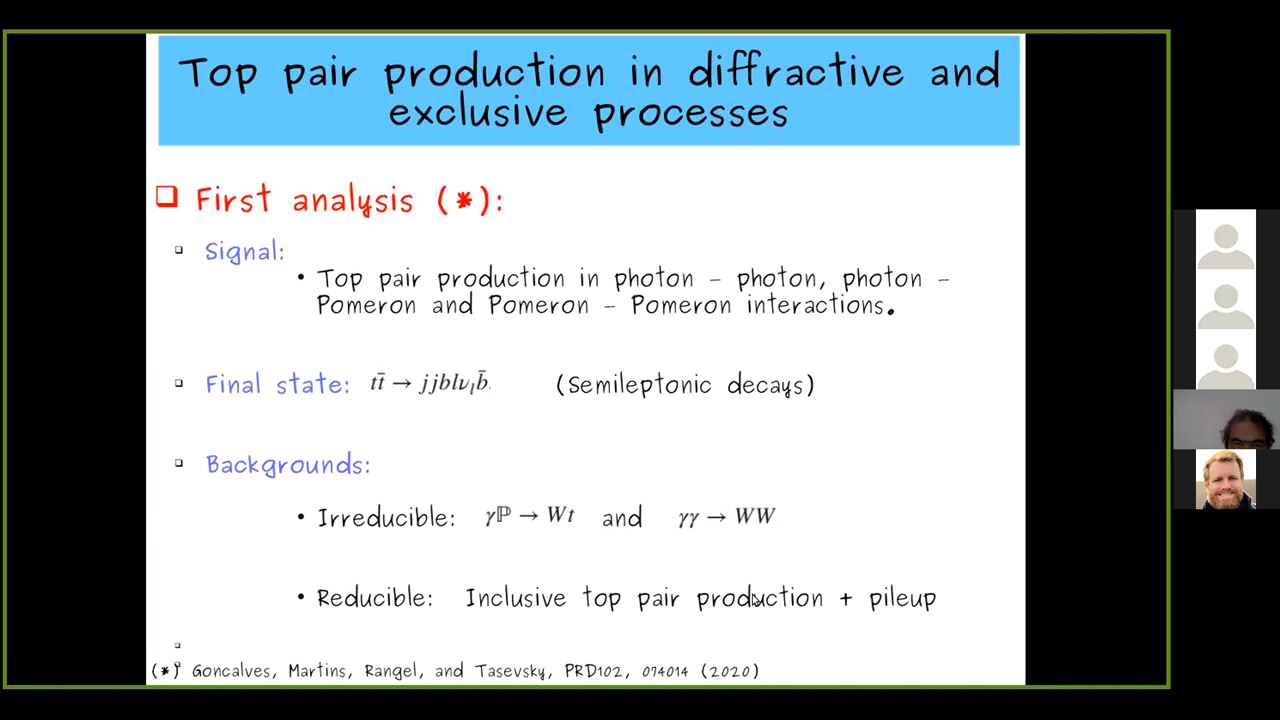 Top pair production in diffractive and
exclusive processes
First analysis (*):
Signal:
• Top pair production in photon - photon, photon -
Pomeron and Pomeron - Pomeron interactions.
Final state: tt̄ → jjblν_l b̄. (Semileptonic decays)
Backgrounds:
• Irreducible: γℙ → Wt and γγ → WW
• Reducible: Inclusive top pair production + pileup
(*) Goncalves, Martins, Rangel, and Tasevsky, PRD102, 074014 (2020)